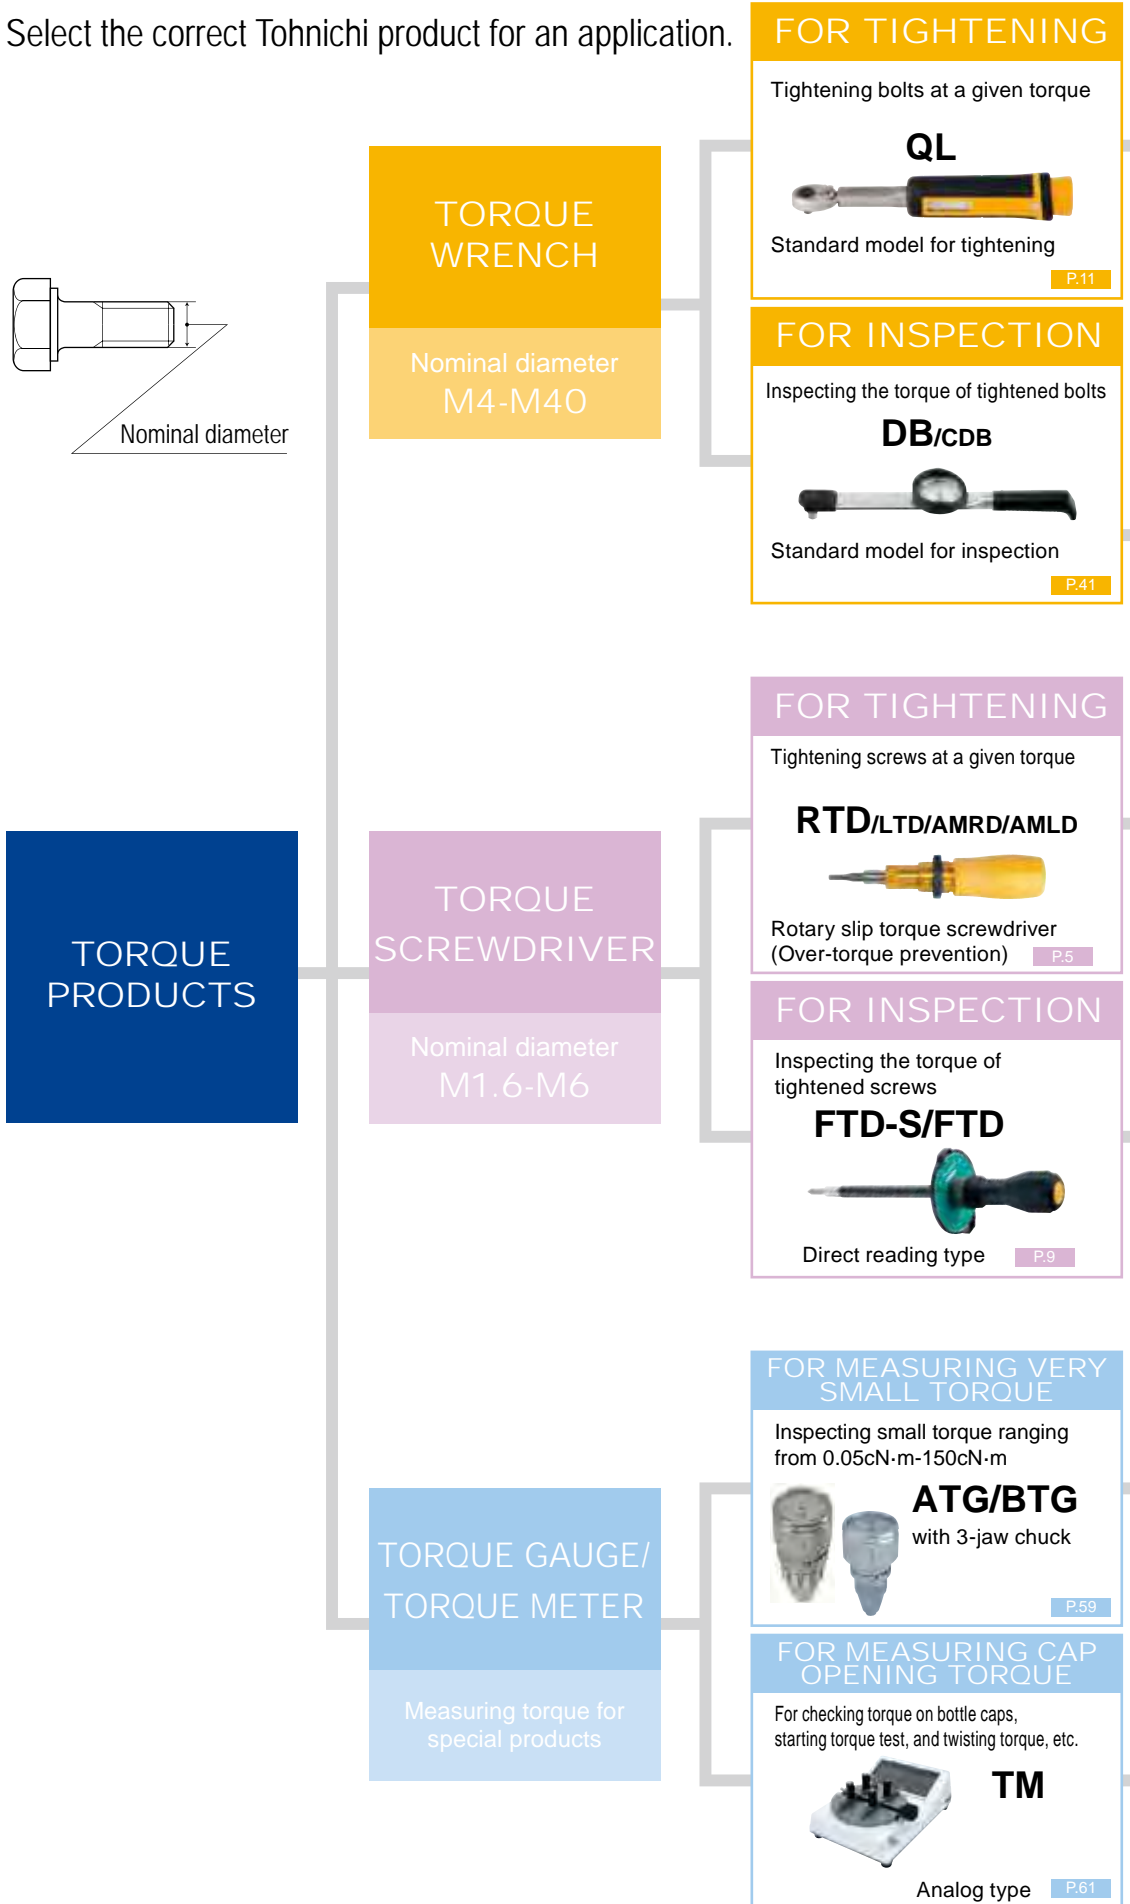 Select the correct Tohnichi product for an application.
Nominal diameter
TORQUE
PRODUCTS
TORQUE
WRENCH
Nominal diameter
M4-M40
FOR TIGHTENING
Tightening bolts at a given torque
QL
Standard model for tightening
P.11
FOR INSPECTION
Inspecting the torque of tightened bolts
DB/CDB
Standard model for inspection
P.41
TORQUE
SCREWDRIVER
Nominal diameter
M1.6-M6
FOR TIGHTENING
Tightening screws at a given torque
RTD/LTD/AMRD/AMLD
Rotary slip torque screwdriver
(Over-torque prevention) P.5
FOR INSPECTION
Inspecting the torque of
tightened screws
FTD-S/FTD
Direct reading type P.9
TORQUE GAUGE/
TORQUE METER
Measuring torque for
special products
FOR MEASURING VERY
SMALL TORQUE
Inspecting small torque ranging
from 0.05cN·m-150cN·m
ATG/BTG
with 3-jaw chuck
P.59
FOR MEASURING CAP
OPENING TORQUE
For checking torque on bottle caps,
starting torque test, and twisting torque, etc.
TM
Analog type P.61